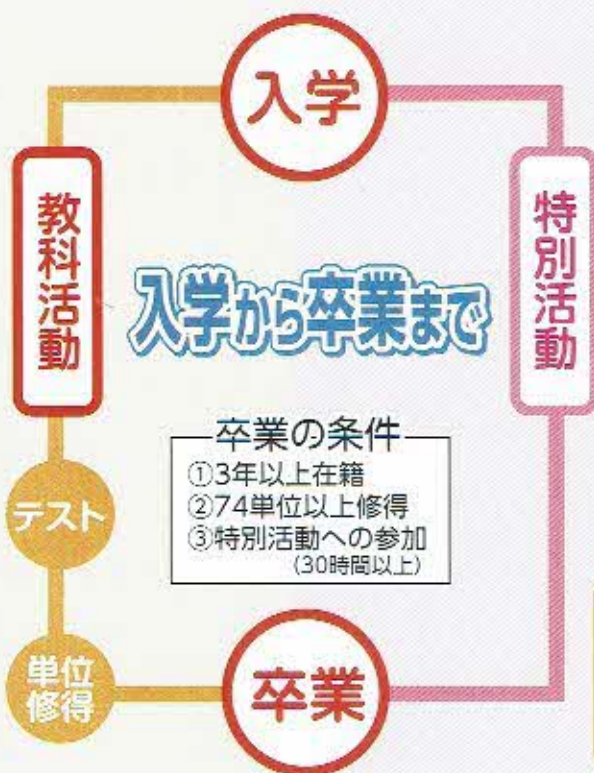 入学
教科活動
特別活動
入学から卒業まで
卒業の条件
①3年以上在籍
②74単位以上修得
③特別活動への参加
(30時間以上)
テスト
単位
修得
卒業